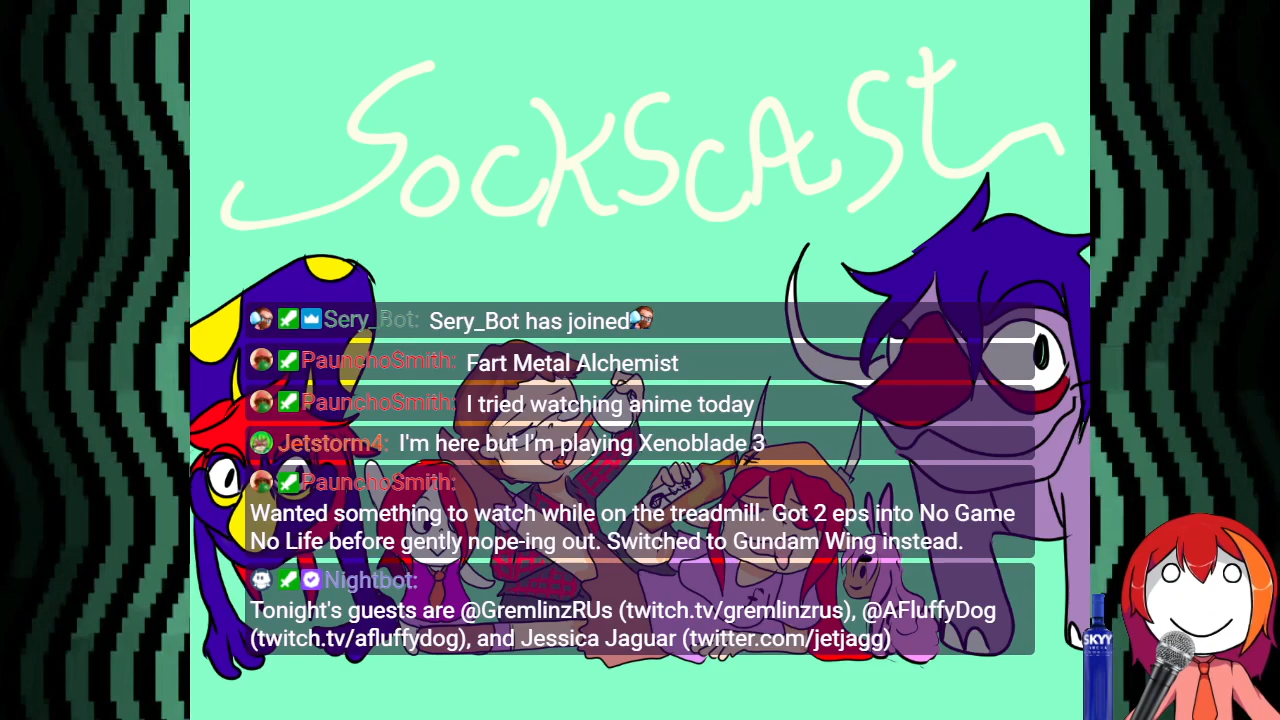 SOCKSCAST
Sery_Bot: Sery_Bot has joined
PaunchoSmith: Fart Metal Alchemist
PaunchoSmith: I tried watching anime today
Jetstorm4: I'm here but I'm playing Xenoblade 3
PaunchoSmith:
Wanted something to watch while on the treadmill. Got 2 eps into No Game
No Life before gently nope-ing out. Switched to Gundam Wing instead.
Nightbot:
Tonight's guests are @GremlinzRUs (twitch.tv/gremlinzrus), @AFluffyDog
(twitch.tv/afluffydog), and Jessica Jaguar (twitter.com/jetjagg)
SKYY